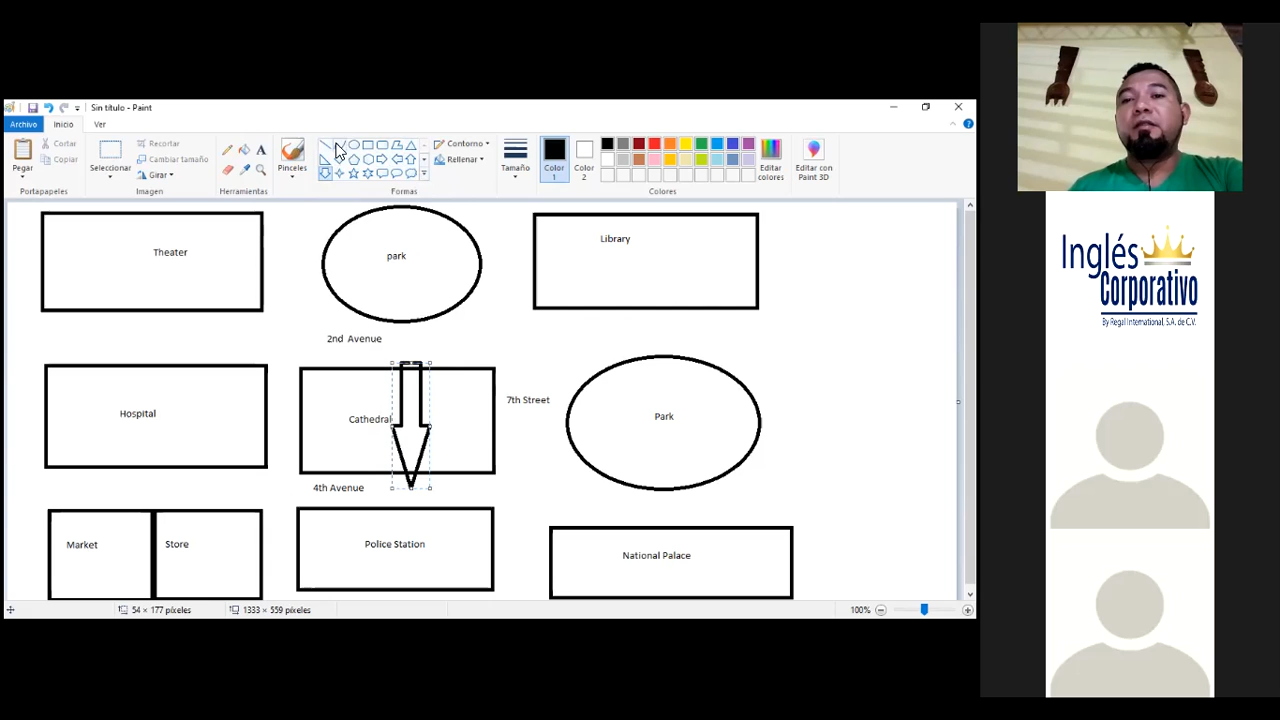 Sin título - Paint
Archivo Inicio Ver
Pegar
Cortar
Copiar
Portapapeles
Seleccionar
Recortar
Cambiar tamaño
Girar
Imagen
Herramientas
Pinceles
Formas
Contorno
Rellenar
Tamaño
Color 1
Color 2
Colores
Editar colores
Editar con Paint 3D
Theater
park
Library
2nd Avenue
Hospital
Cathedral
7th Street
Park
4th Avenue
Market
Store
Police Station
National Palace
54 × 177 píxeles
1333 × 559 píxeles
100%
Inglés
Corporativo
By Regal International, S.A. de C.V.